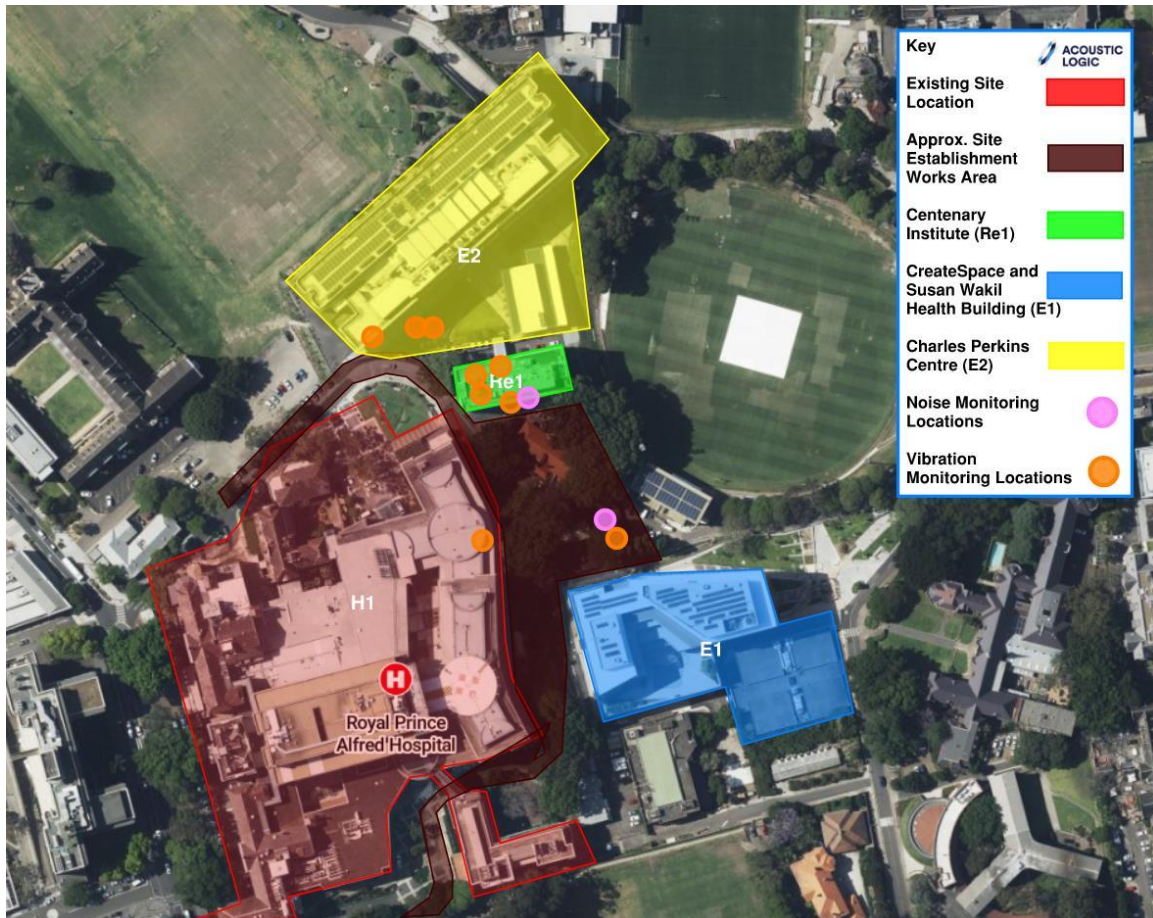 Key
ACOUSTIC
LOGIC
Existing Site
Location
Approx. Site
Establishment
Works Area
Centenary
Institute (Re1)
CreateSpace and
Susan Wakil
Health Building (E1)
Charles Perkins
Centre (E2)
Noise Monitoring
Locations
Vibration
Monitoring Locations
E2
Re1
H1
E1
H
Royal Prince
Alfred Hospital